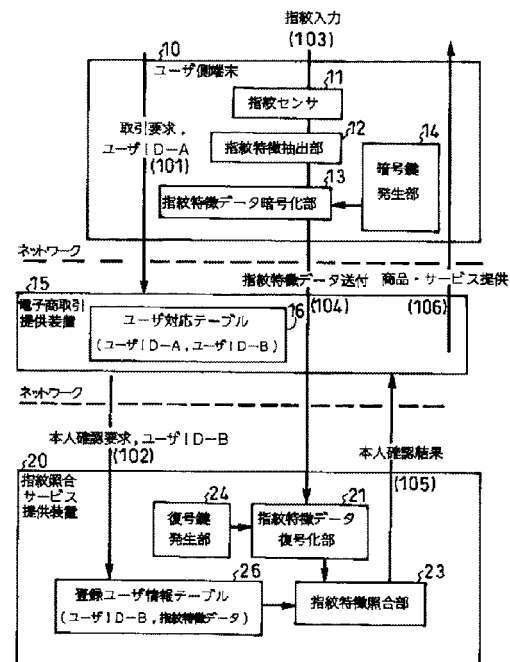 指紋入力
(103)
10
ユーザ側端末
11
指紋センサ
取引要求,
ユーザID-A
(101)
12
指紋特徴抽出部
14
暗号鍵
発生部
13
指紋特徴データ暗号化部
ネットワーク
15
指紋特徴データ送付
商品・サービス提供
電子商取引
提供装置
16
ユーザ対応テーブル
(ユーザID-A,ユーザID-B)
(104)
(106)
ネットワーク
本人確認要求,ユーザID-B
(102)
本人確認結果
(105)
20
指紋照合
サービス
提供装置
24
復号鍵
発生部
21
指紋特徴データ
復号化部
26
登録ユーザ情報テーブル
(ユーザID-B,指紋特徴データ)
23
指紋特徴照合部